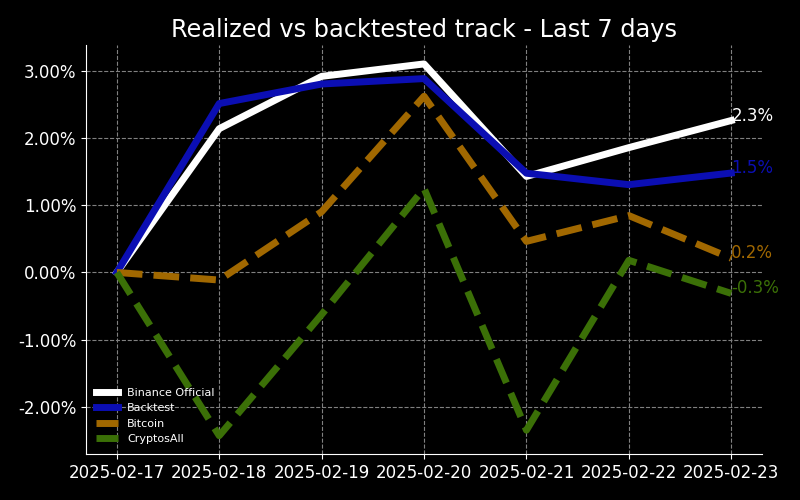 Realized vs backtested track - Last 7 days
3.00%
2.00%
1.00%
0.00%
-1.00%
-2.00%
2.3%
1.5%
0.2%
-0.3%
Binance Official
Backtest
Bitcoin
CryptosAll
2025-02-17 2025-02-18 2025-02-19 2025-02-20 2025-02-21 2025-02-22 2025-02-23